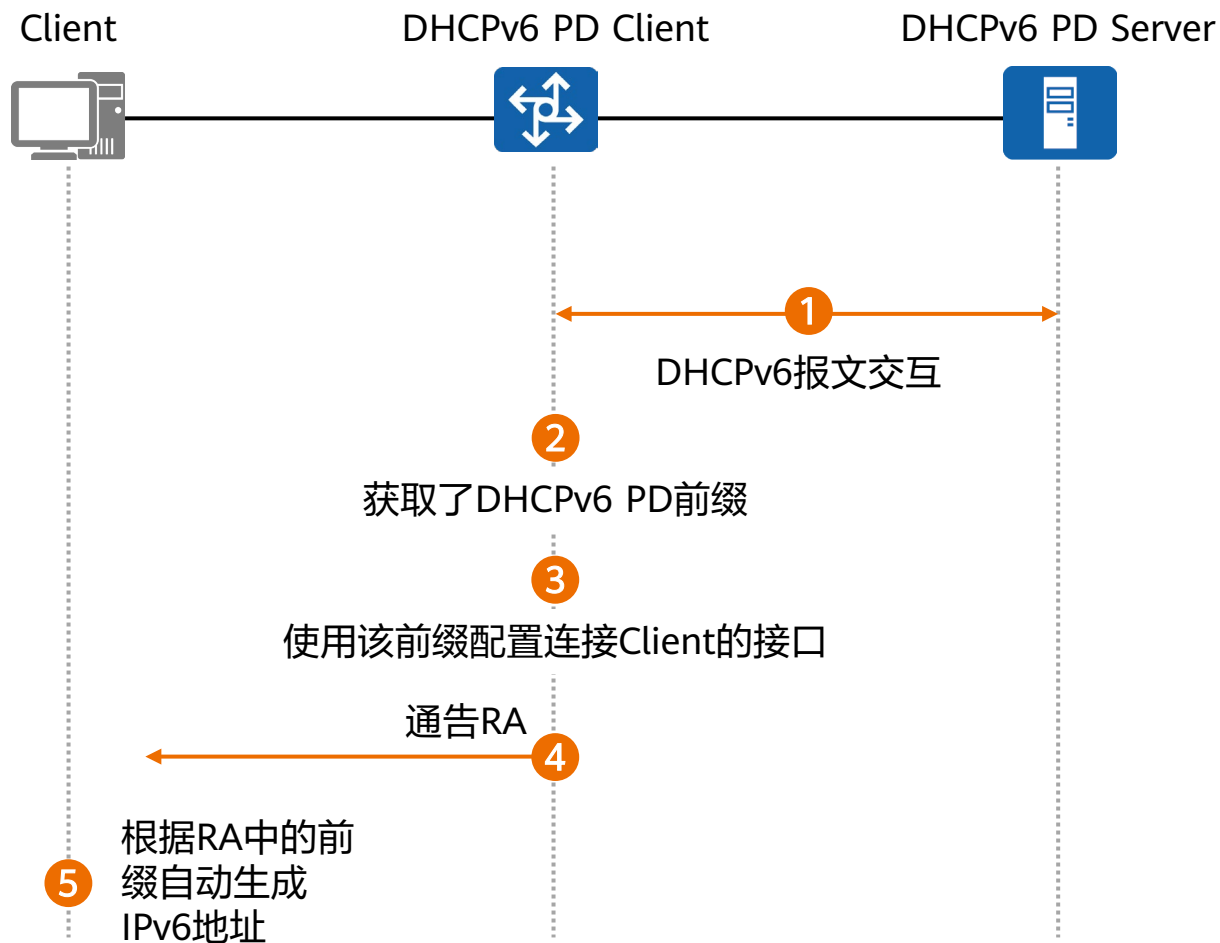 Client
DHCPv6 PD Client
DHCPv6 PD Server
1
DHCPv6报文交互
2
获取了DHCPv6 PD前缀
3
使用该前缀配置连接Client的接口
通告RA
4
5
根据RA中的前
缀自动生成
IPv6地址